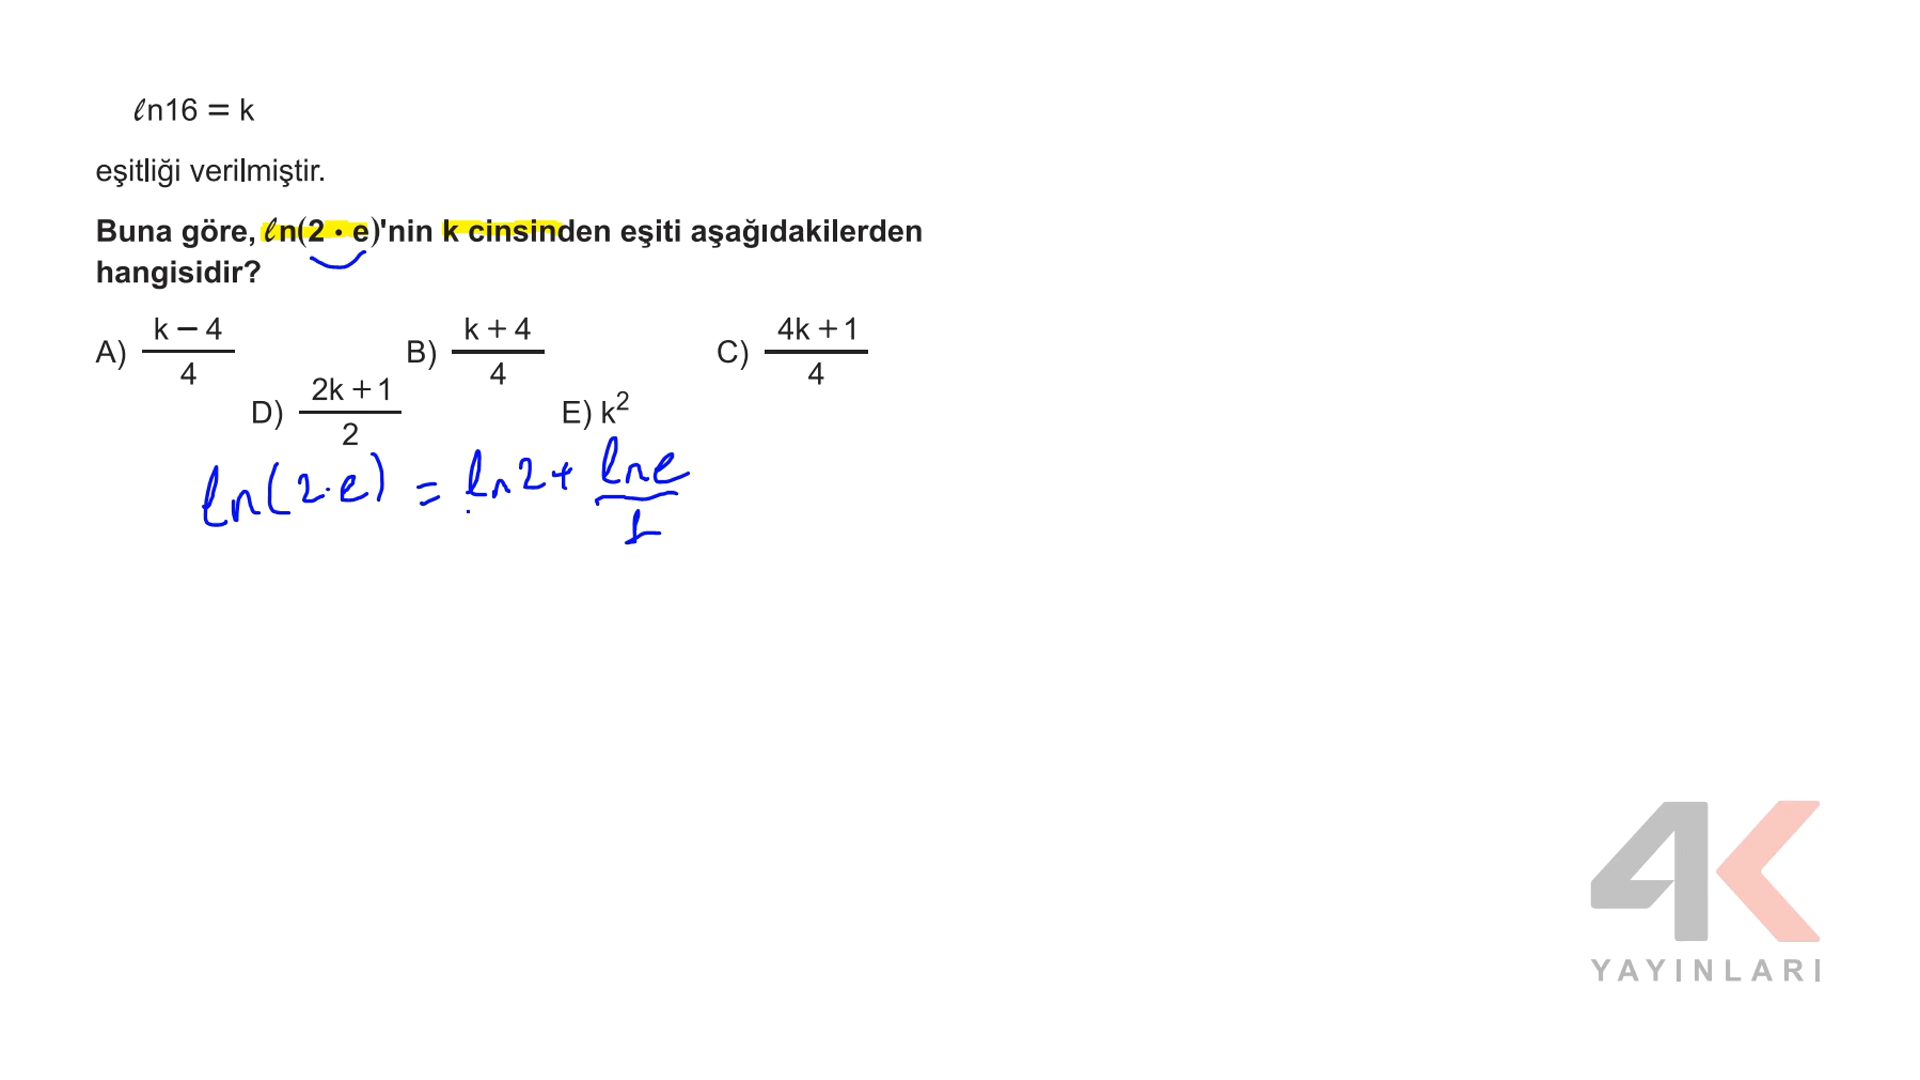 ℓn16 = k
eşitliği verilmiştir.
Buna göre, ℓn(2 · e)'nin k cinsinden eşiti aşağıdakilerden
hangisidir?
A) k − 4 / 4 B) k + 4 / 4 C) 4k + 1 / 4
D) 2k + 1 / 2 E) k²
ln(2·e) = ln2 + lne
1
4K
YAYINLARI